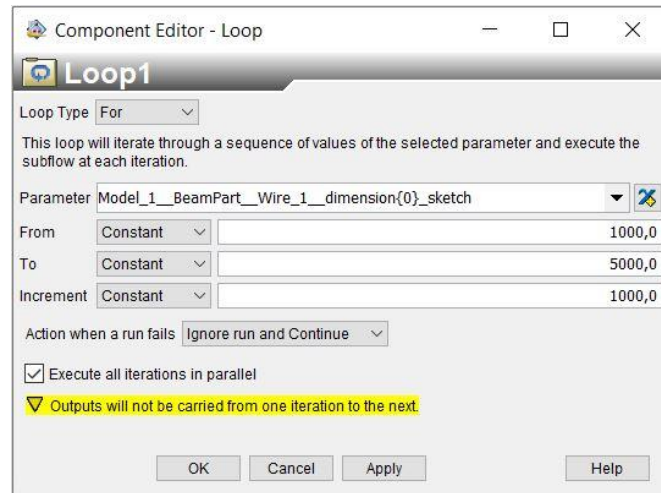 Component Editor - Loop
Loop1
Loop Type For
This loop will iterate through a sequence of values of the selected parameter and execute the
subflow at each iteration.
Parameter Model_1__BeamPart__Wire_1__dimension{0}_sketch
From Constant 1000,0
To Constant 5000,0
Increment Constant 1000,0
Action when a run fails Ignore run and Continue
Execute all iterations in parallel
Outputs will not be carried from one iteration to the next.
OK Cancel Apply Help